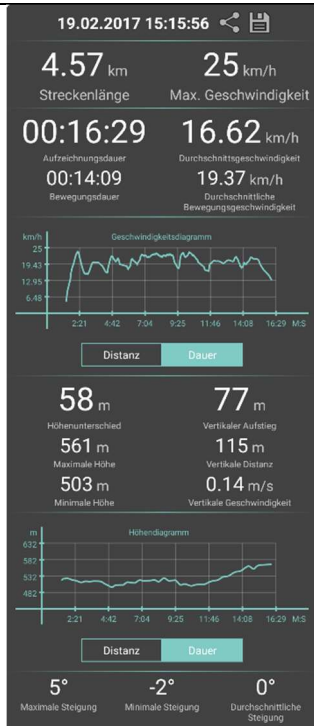 19.02.2017 15:15:56
4.57 km 25 km/h
Streckenlänge Max. Geschwindigkeit
00:16:29 16.62 km/h
Aufzeichnungsdauer Durchschnittsgeschwindigkeit
00:14:09 19.37 km/h
Bewegungsdauer Durchschnittliche
Bewegungsgeschwindigkeit
km/h Geschwindigkeitsdiagramm
25
19.43
12.95
6.48
2:21 4:42 7:04 9:25 11:46 14:08 16:29 M:S
Distanz Dauer
58 m 77 m
Höhenunterschied Vertikaler Aufstieg
561 m 115 m
Maximale Höhe Vertikale Distanz
503 m 0.14 m/s
Minimale Höhe Vertikale Geschwindigkeit
m Höhendiagramm
632
582
532
482
2:21 4:42 7:04 9:25 11:46 14:08 16:29 M:S
Distanz Dauer
5° -2° 0°
Maximale Steigung Minimale Steigung Durchschnittliche
Steigung